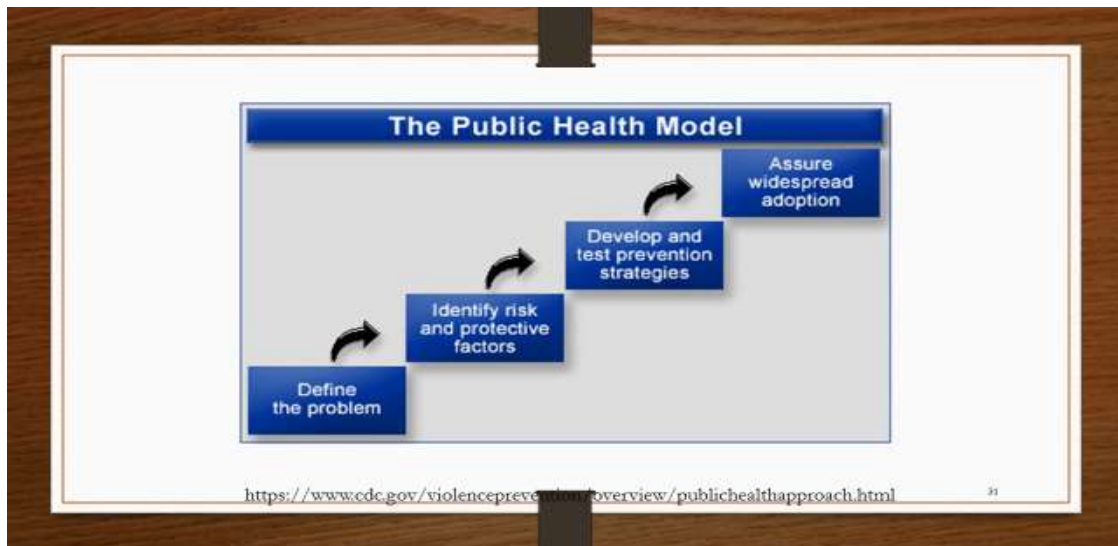 The Public Health Model
Assure
widespread
adoption
Develop and
test prevention
strategies
Identify risk
and protective
factors
Define
the problem
https://www.cdc.gov/violenceprevention/overview/publichealthapproach.html